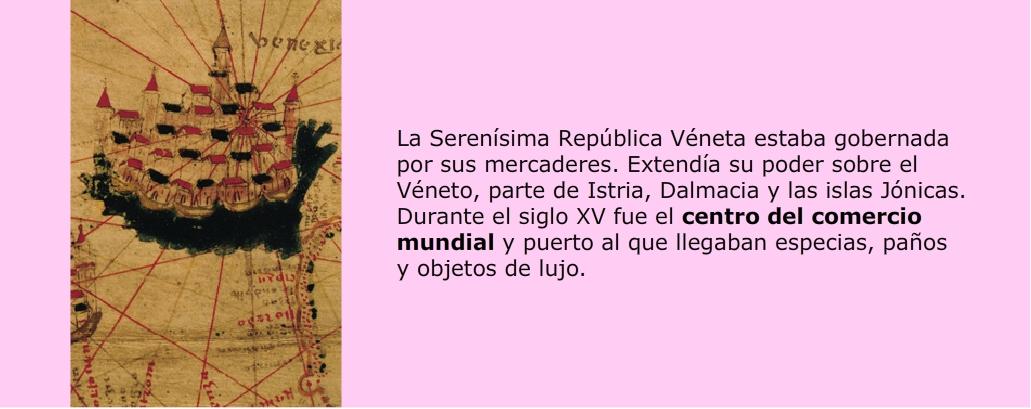 La Serenísima República Véneta estaba gobernada
por sus mercaderes. Extendía su poder sobre el
Véneto, parte de Istria, Dalmacia y las islas Jónicas.
Durante el siglo XV fue el centro del comercio
mundial y puerto al que llegaban especias, paños
y objetos de lujo.